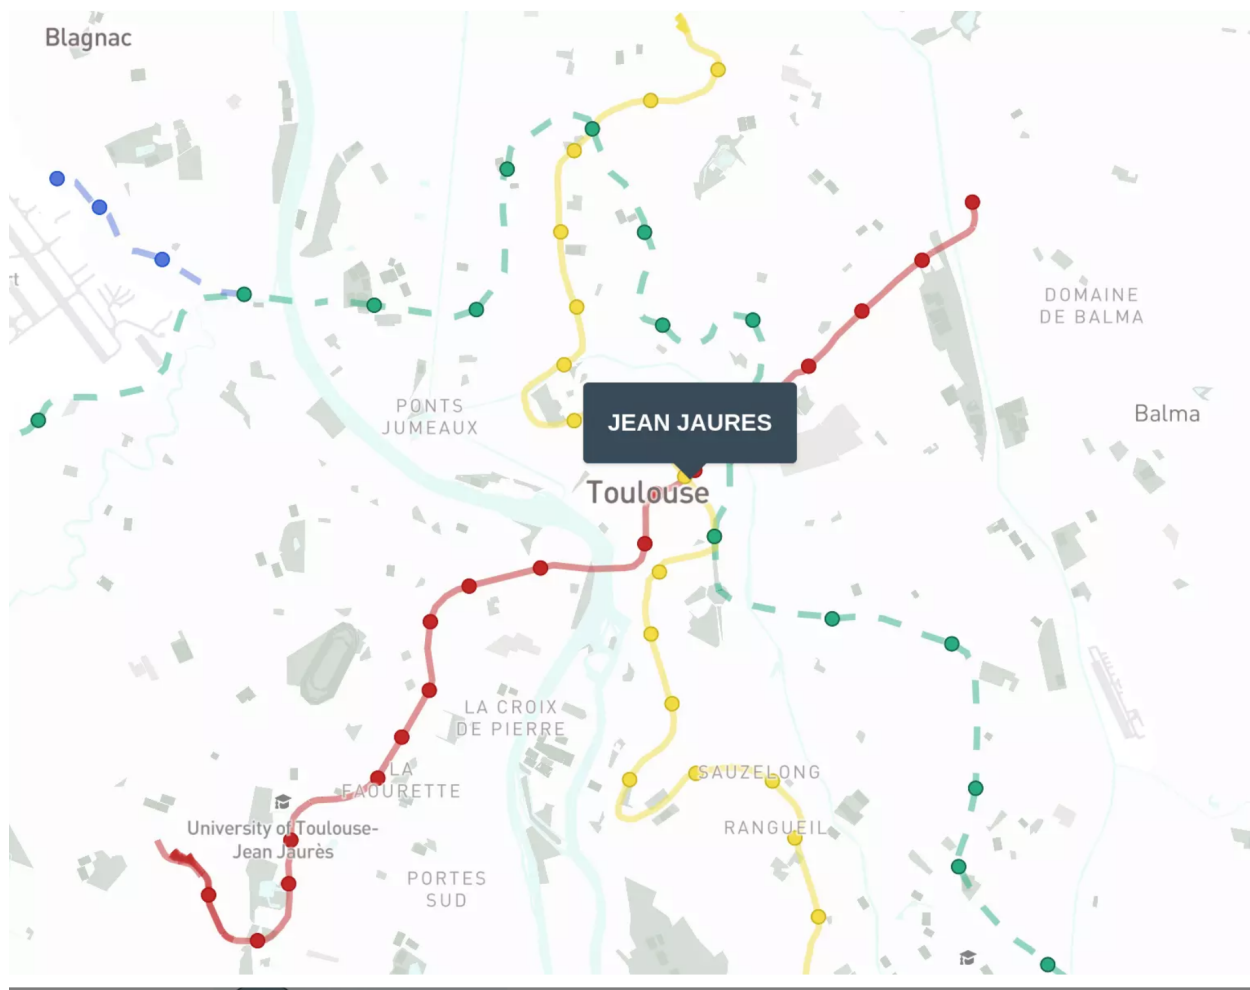 Blagnac
rt
DOMAINE
DE BALMA
PONTS
JUMEAUX
Balma
JEAN JAURES
Toulouse
LA CROIX
DE PIERRE
LA
FAOURETTE
SAUZELONG
University of Toulouse-
Jean Jaurès
RANGUEIL
PORTES
SUD